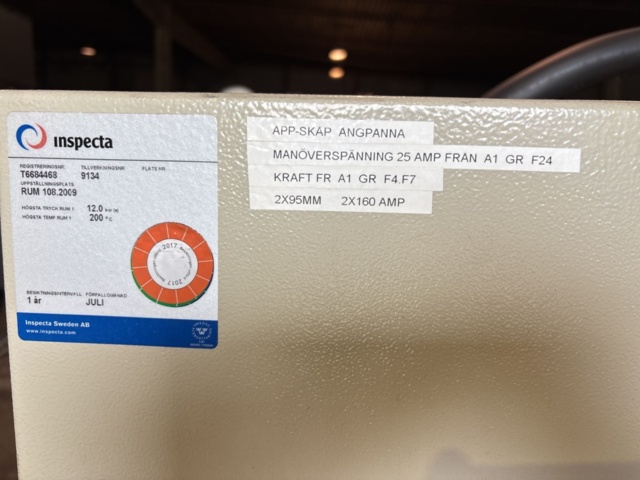 inspecta
REGISTRERINGSNR. TILLVERKNINGSNR PLATS NR
T6684468 9134
UPPSTÄLLNINGSPLATS
RUM 108.2009
HÖGSTA TRYCK RUM 1 12.0 bar(e)
HÖGSTA TEMP RUM 1 200 °C
2017
2017
BESIKTNINGSINTERVALL FÖRFALLOMÅNAD
1 år JULI
Inspecta Sweden AB
www.inspecta.com
APP-SKÅP ANGPANNA
MANÖVERSPÄNNING 25 AMP FRÅN A1 GR F24
KRAFT FR A1 GR F4.F7
2X95MM 2X160 AMP